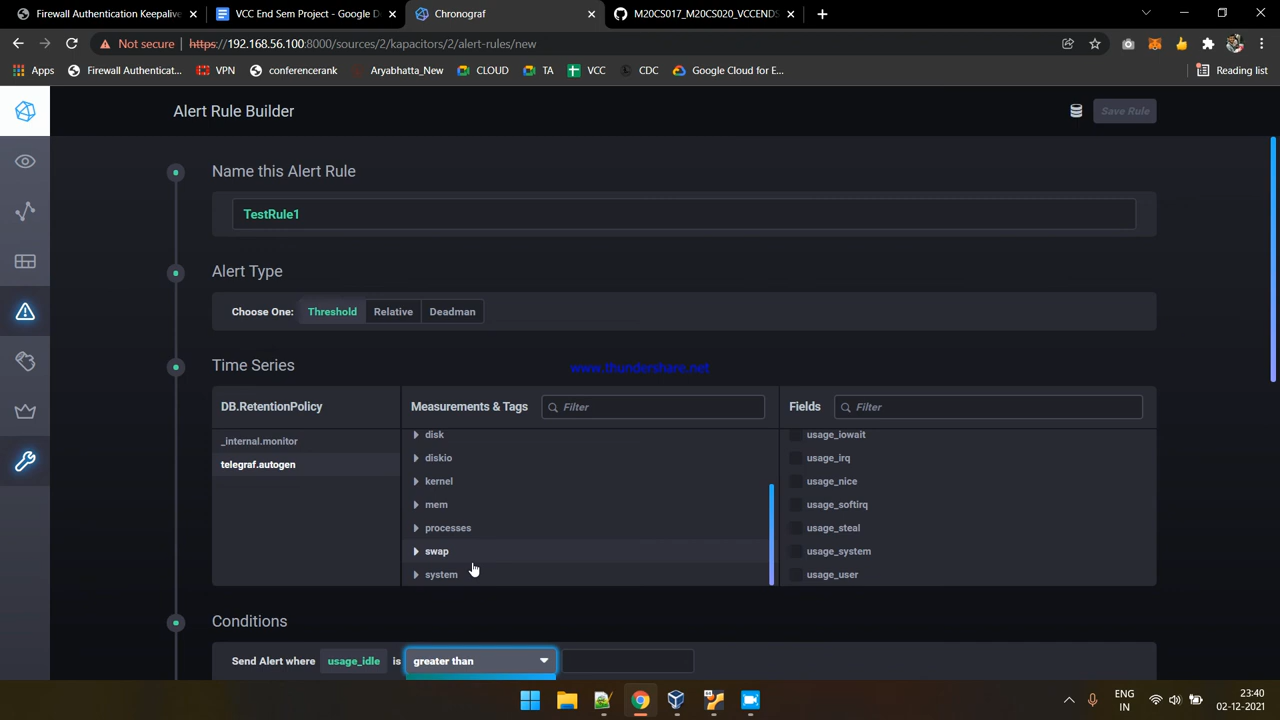 Firewall Authentication Keepalive
VCC End Sem Project - Google D
Chronograf
M20CS017_M20CS020_VCCENDS
Not secure
https://192.168.56.100:8000/sources/2/kapacitors/2/alert-rules/new
Apps
Firewall Authenticat...
VPN
conferencerank
Aryabhatta_New
CLOUD
TA
VCC
CDC
Google Cloud for E...
Reading list
Alert Rule Builder
Save Rule
Name this Alert Rule
TestRule1
Alert Type
Choose One:
Threshold
Relative
Deadman
Time Series
www.thundershare.net
DB.RetentionPolicy
Measurements & Tags
Filter
Fields
Filter
_internal.monitor
telegraf.autogen
disk
diskio
kernel
mem
processes
swap
system
usage_iowait
usage_irq
usage_nice
usage_softirq
usage_steal
usage_system
usage_user
Conditions
Send Alert where usage_idle is greater than
ENG
IN
23:40
02-12-2021